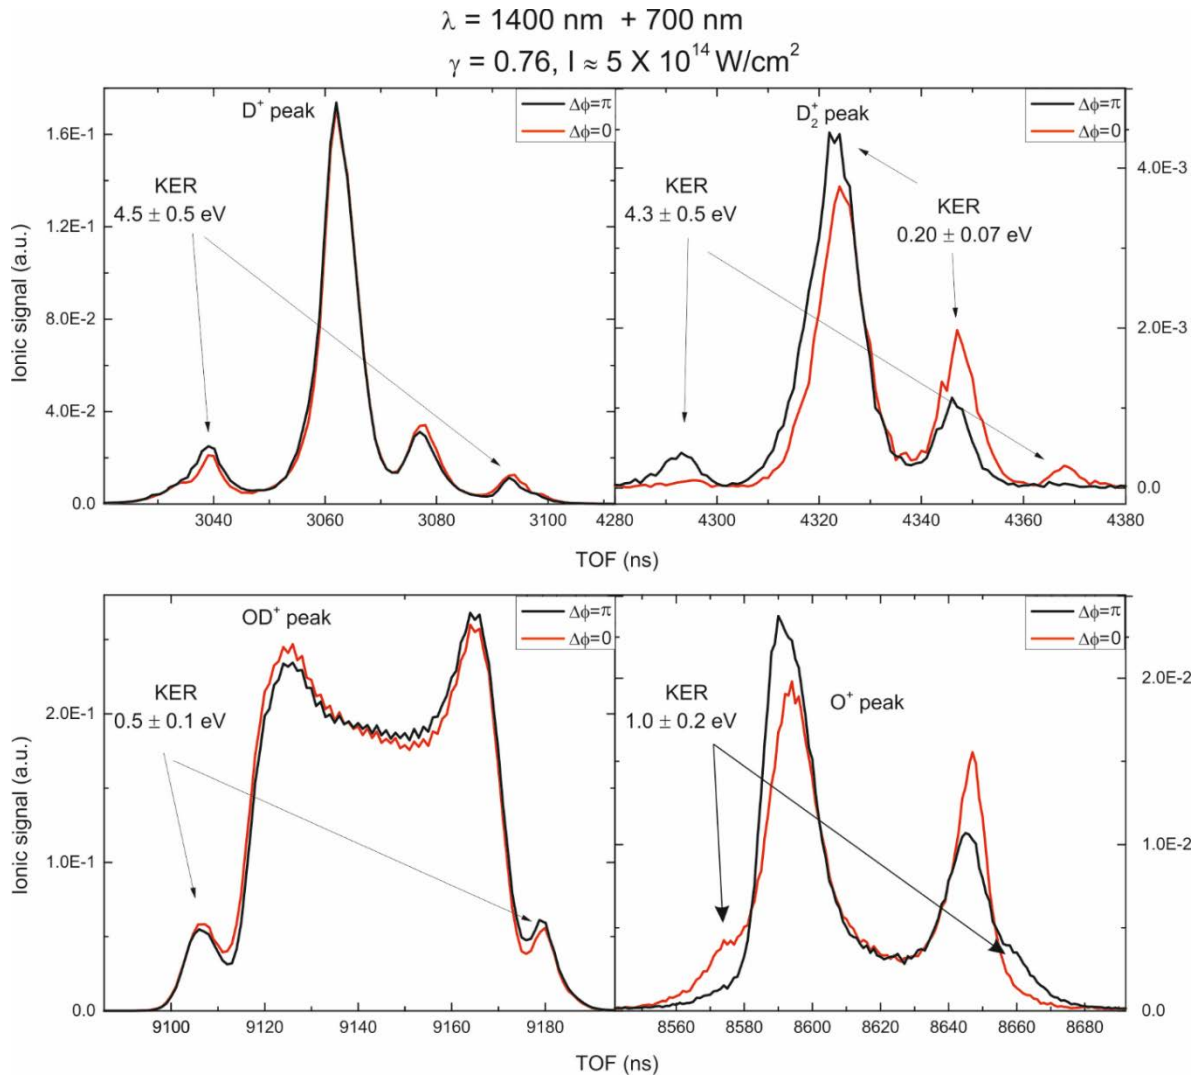 λ = 1400 nm + 700 nm
γ = 0.76, I ≈ 5 X 10¹⁴ W/cm²
D⁺ peak
Δϕ=π
Δϕ=0
KER
4.5 ± 0.5 eV
1.6E-1
1.2E-1
8.0E-2
4.0E-2
0.0
Ionic signal (a.u.)
3040
3060
3080
3100
D₂⁺ peak
Δϕ=π
Δϕ=0
KER
4.3 ± 0.5 eV
KER
0.20 ± 0.07 eV
4.0E-3
2.0E-3
0.0
4280
4300
4320
4340
4360
4380
TOF (ns)
OD⁺ peak
Δϕ=π
Δϕ=0
KER
0.5 ± 0.1 eV
2.0E-1
1.0E-1
0.0
Ionic signal (a.u.)
9100
9120
9140
9160
9180
Δϕ=π
Δϕ=0
KER
1.0 ± 0.2 eV
O⁺ peak
2.0E-2
1.0E-2
0.0
8560
8580
8600
8620
8640
8660
8680
TOF (ns)